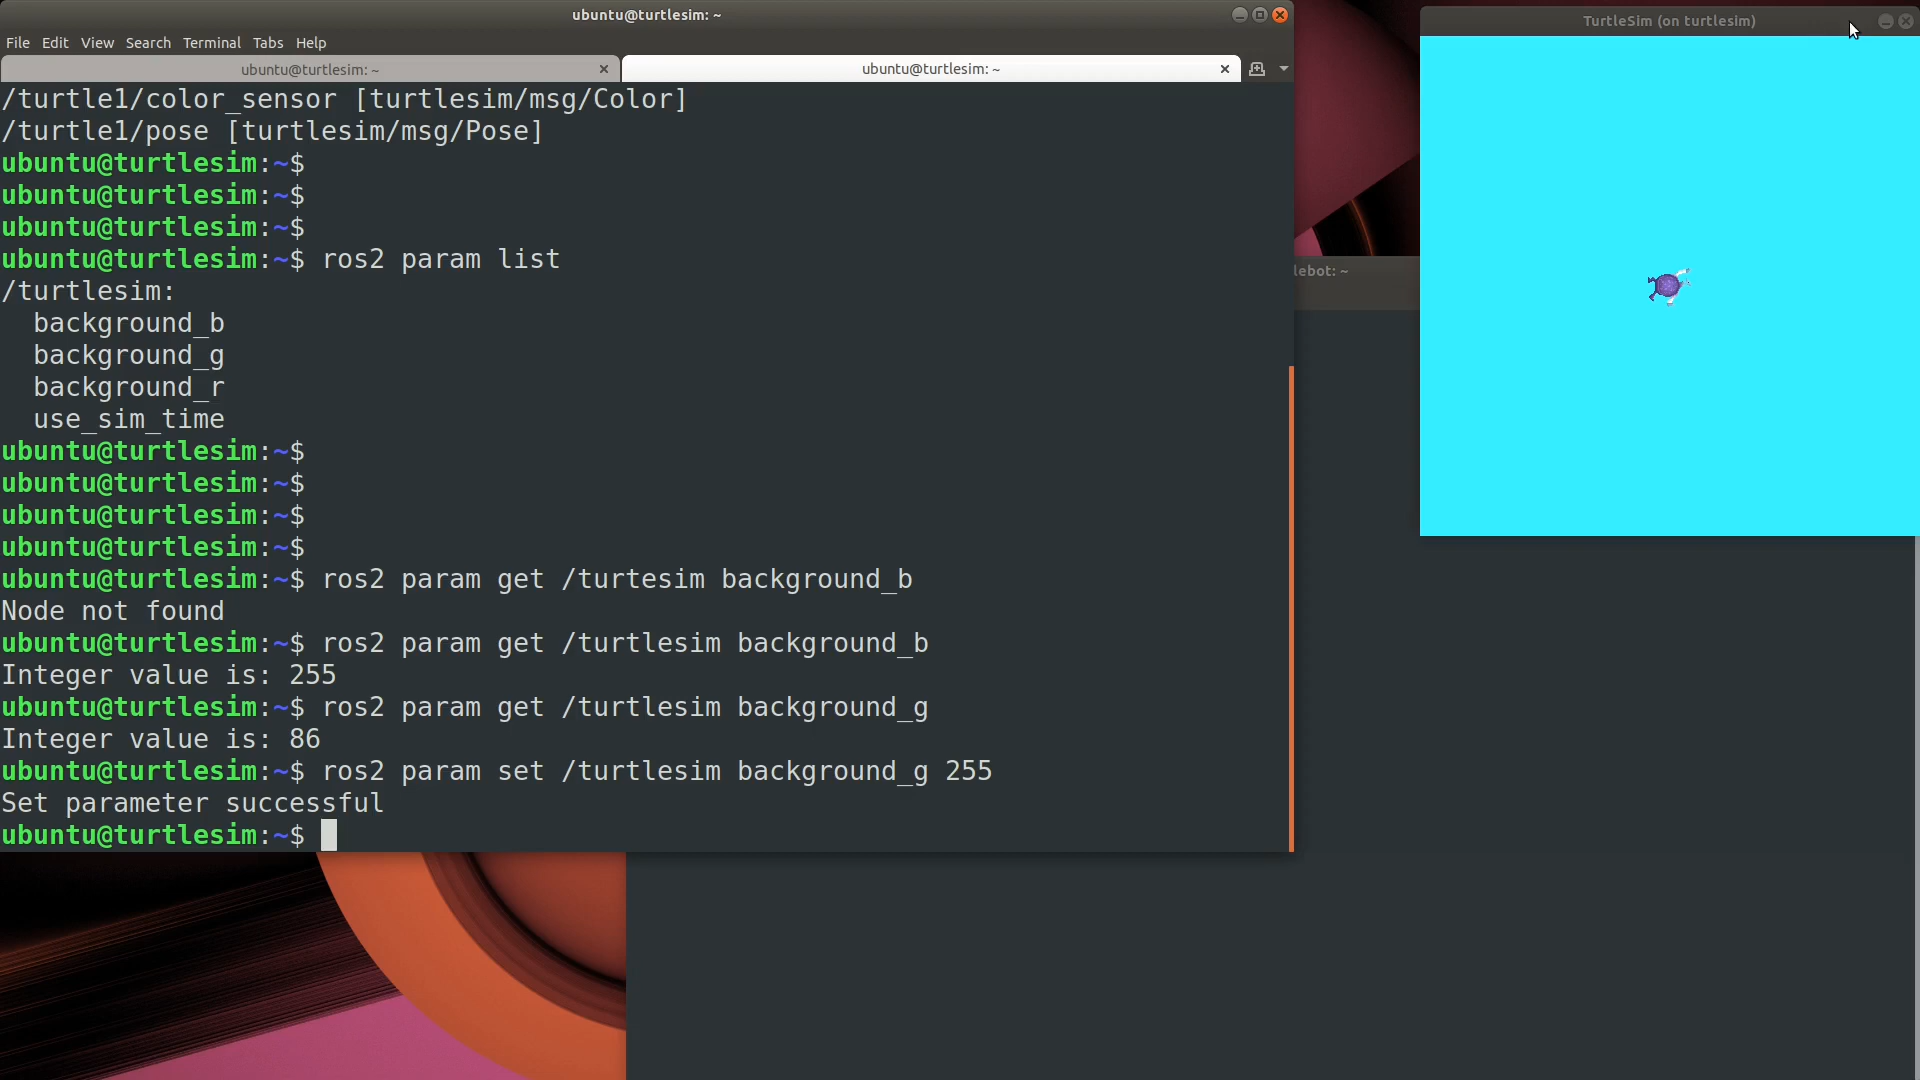 ubuntu@turtlesim: ~
File Edit View Search Terminal Tabs Help
ubuntu@turtlesim: ~
ubuntu@turtlesim: ~
/turtle1/color_sensor [turtlesim/msg/Color]
/turtle1/pose [turtlesim/msg/Pose]
ubuntu@turtlesim:~$
ubuntu@turtlesim:~$
ubuntu@turtlesim:~$
ubuntu@turtlesim:~$ ros2 param list
/turtlesim:
  background_b
  background_g
  background_r
  use_sim_time
ubuntu@turtlesim:~$
ubuntu@turtlesim:~$
ubuntu@turtlesim:~$
ubuntu@turtlesim:~$
ubuntu@turtlesim:~$ ros2 param get /turtesim background_b
Node not found
ubuntu@turtlesim:~$ ros2 param get /turtlesim background_b
Integer value is: 255
ubuntu@turtlesim:~$ ros2 param get /turtlesim background_g
Integer value is: 86
ubuntu@turtlesim:~$ ros2 param set /turtlesim background_g 255
Set parameter successful
ubuntu@turtlesim:~$
TurtleSim (on turtlesim)
lebot: ~